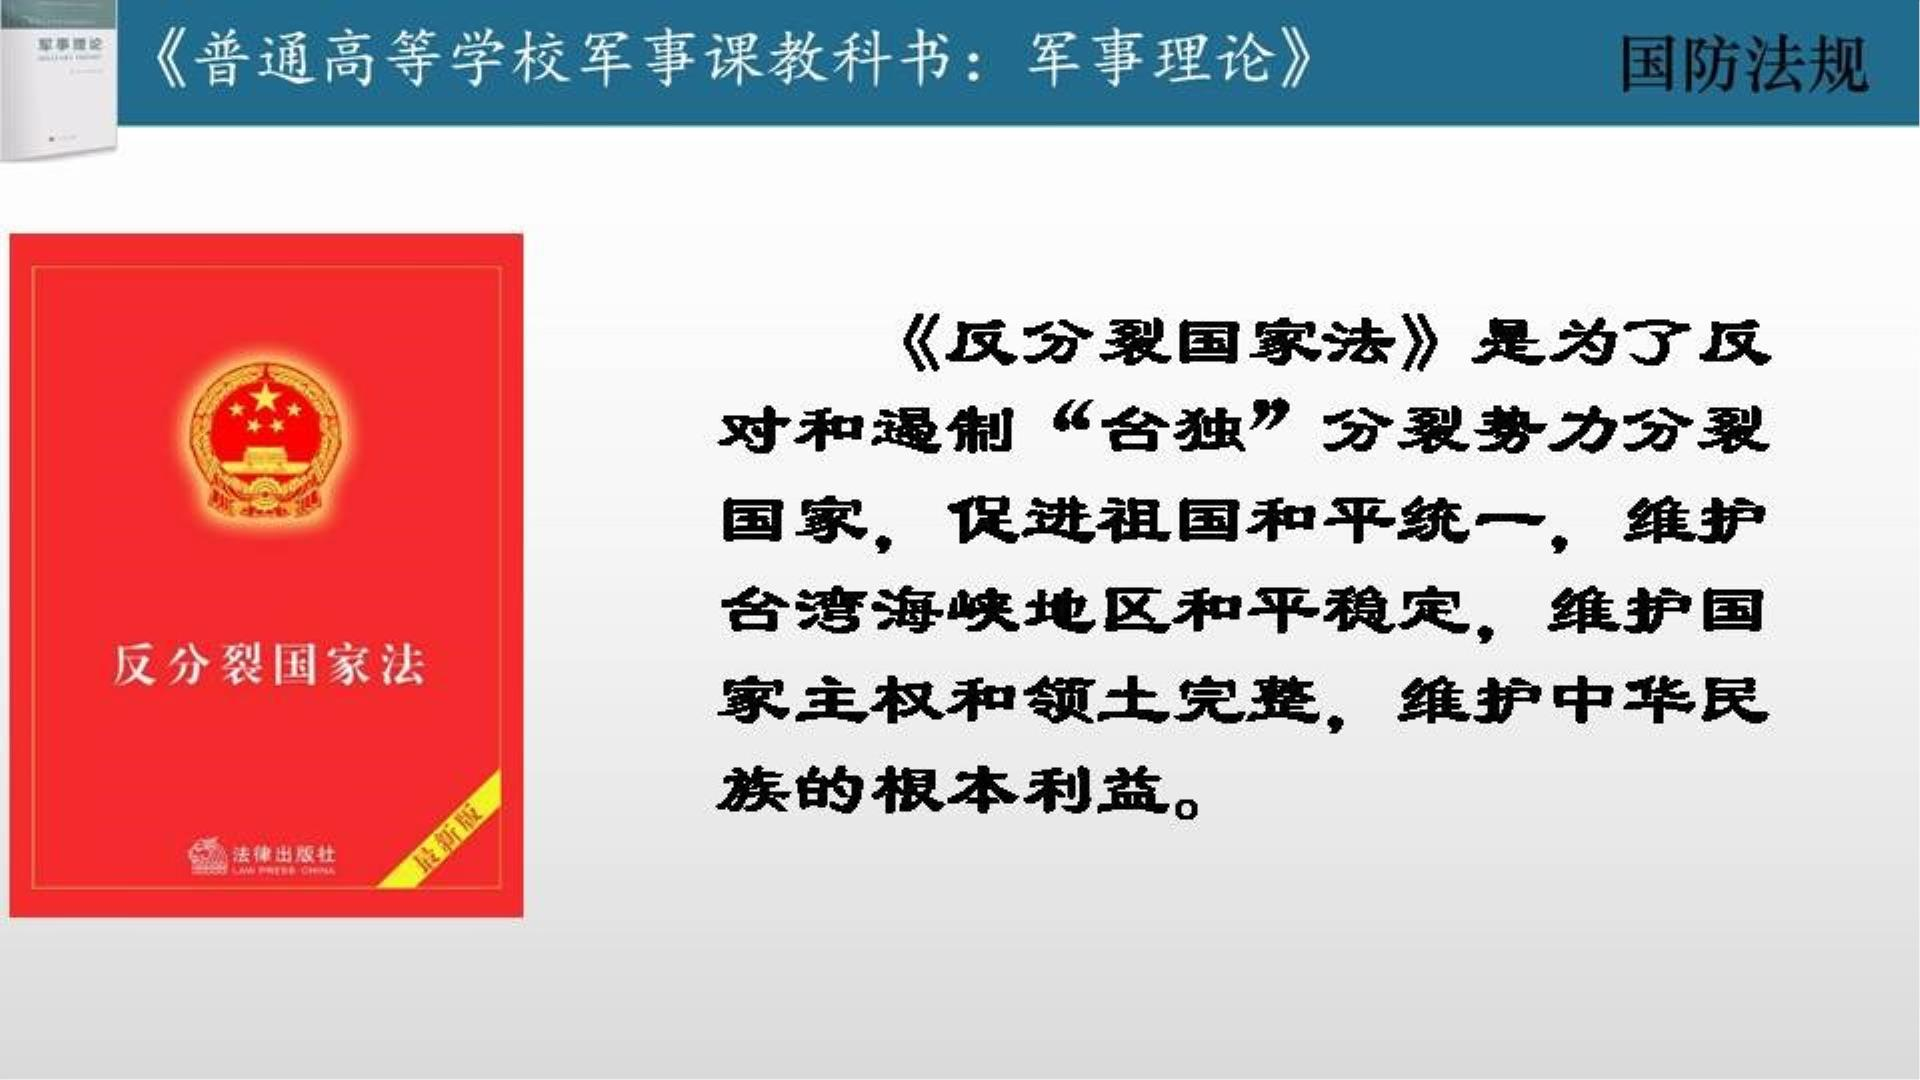 军事理论
《普通高等学校军事课教科书：军事理论》
国防法规
《反分裂国家法》是为了反
对和遏制“台独”分裂势力分裂
国家，促进祖国和平统一，维护
台湾海峡地区和平稳定，维护国
家主权和领土完整，维护中华民
族的根本利益。
反分裂国家法
最新版
法律出版社
LAW PRESS·CHINA